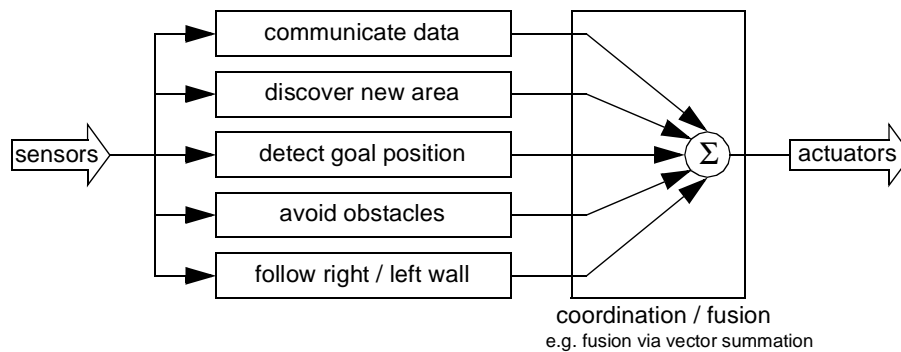 communicate data
discover new area
sensors
detect goal position
Σ
actuators
avoid obstacles
follow right / left wall
coordination / fusion
e.g. fusion via vector summation